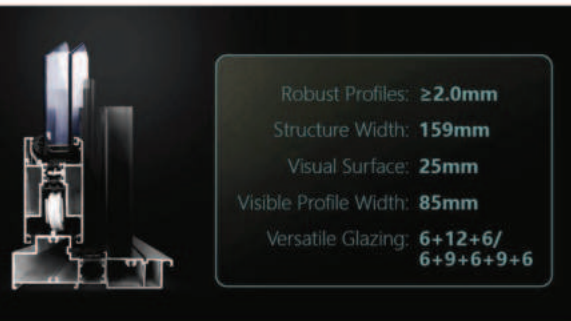 Robust Profiles: ≥2.0mm
Structure Width: 159mm
Visual Surface: 25mm
Visible Profile Width: 85mm
Versatile Glazing: 6+12+6/
6+9+6+9+6